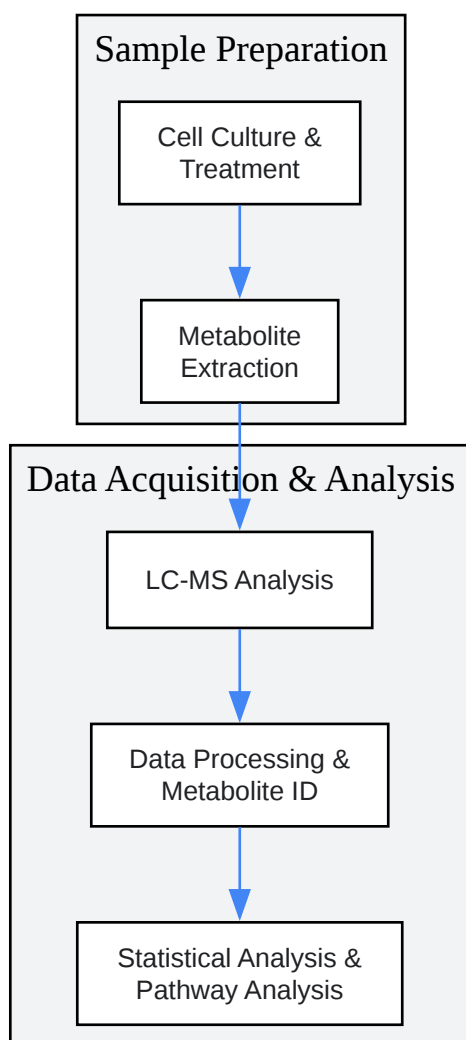 Sample Preparation
Cell Culture &
Treatment
Metabolite
Extraction
Data Acquisition & Analysis
LC-MS Analysis
Data Processing &
Metabolite ID
Statistical Analysis &
Pathway Analysis